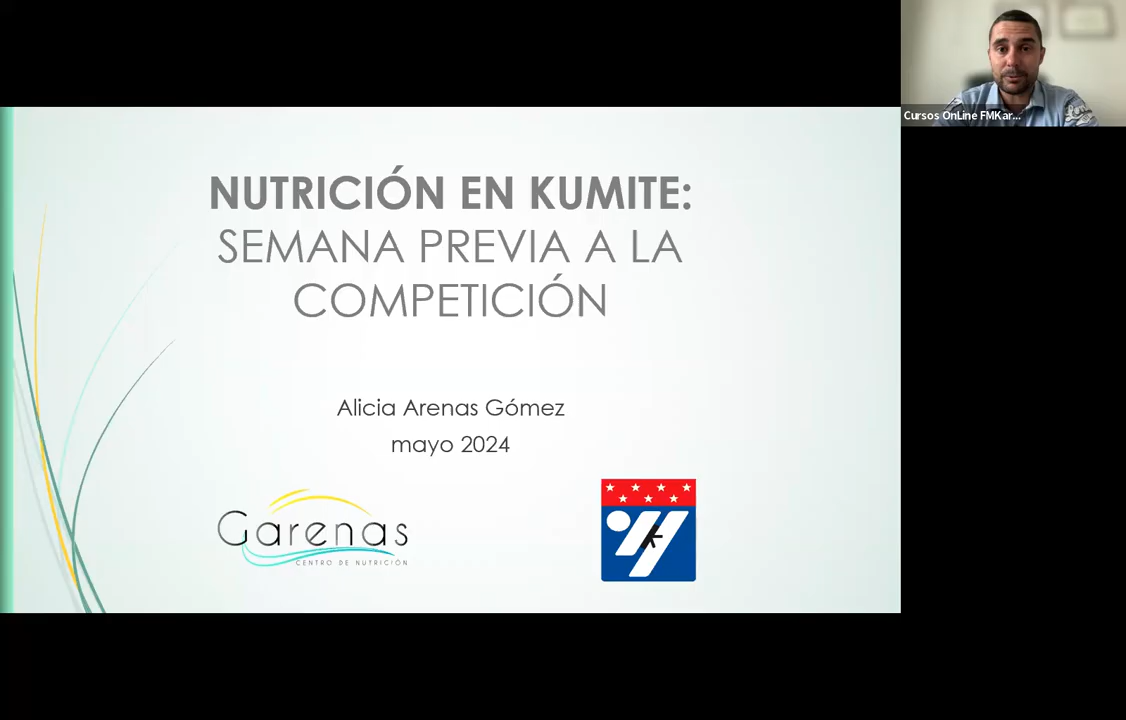 Cursos OnLine FMKar...
NUTRICIÓN EN KUMITE:
SEMANA PREVIA A LA
COMPETICIÓN
Alicia Arenas Gómez
mayo 2024
Garenas
CENTRO DE NUTRICIÓN